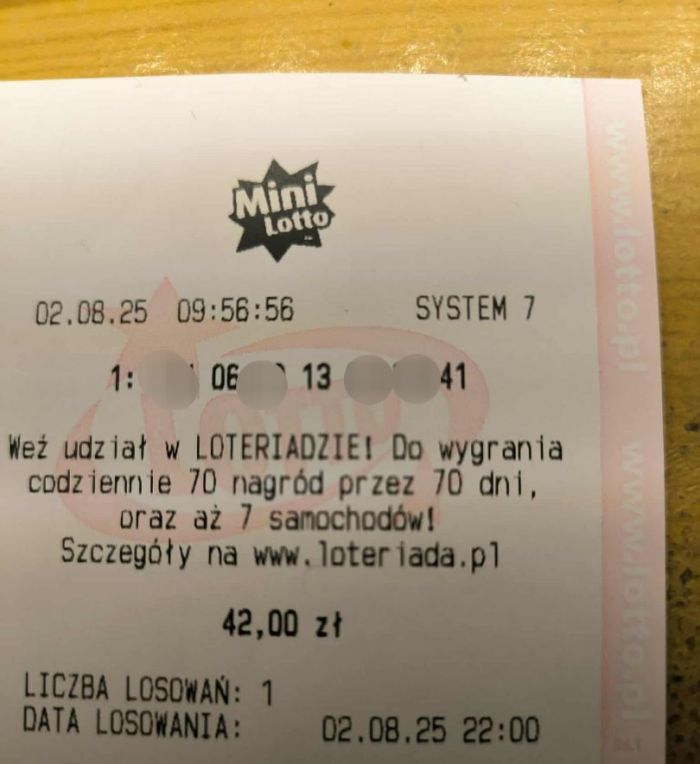 Mini
Lotto
02.08.25 09:56:56 SYSTEM 7
1: 06 13 41
Weź udział w LOTERIADZIE! Do wygrania
codziennie 70 nagród przez 70 dni,
oraz aż 7 samochodów!
Szczegóły na www.loteriada.pl
42,00 zł
LICZBA LOSOWAŃ: 1
DATA LOSOWANIA: 02.08.25 22:00
LOTTO
www.lotto.pl
www.lotto.pl